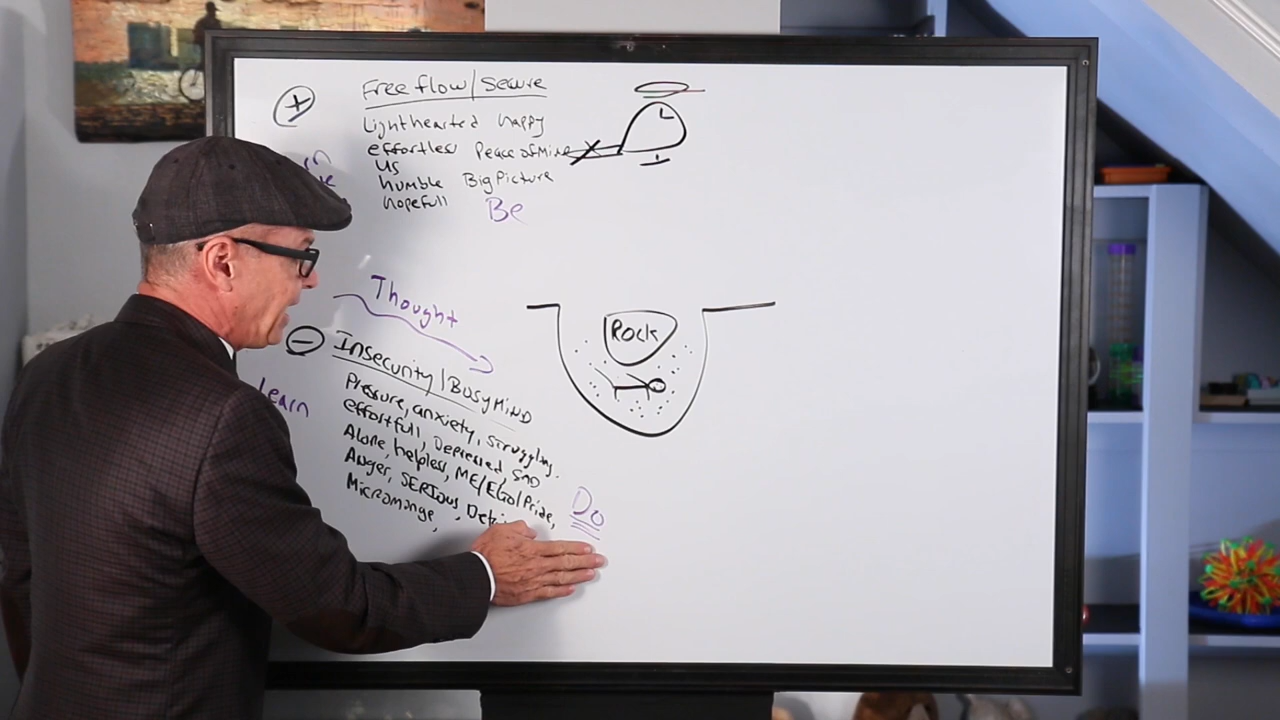 +
Free flow/Secure
Lighthearted happy
effortless Peace of Mind
us
humble Big Picture
hopefull Be
L
Thought
−
Insecurity/Busy MIND
Learn
Pressure, anxiety, struggling.
effortfull, Depressed, SAD
Alone, helpless, ME/EGO/Pride,
Anger, SERIOUS,
Micromange,
Do
Rock